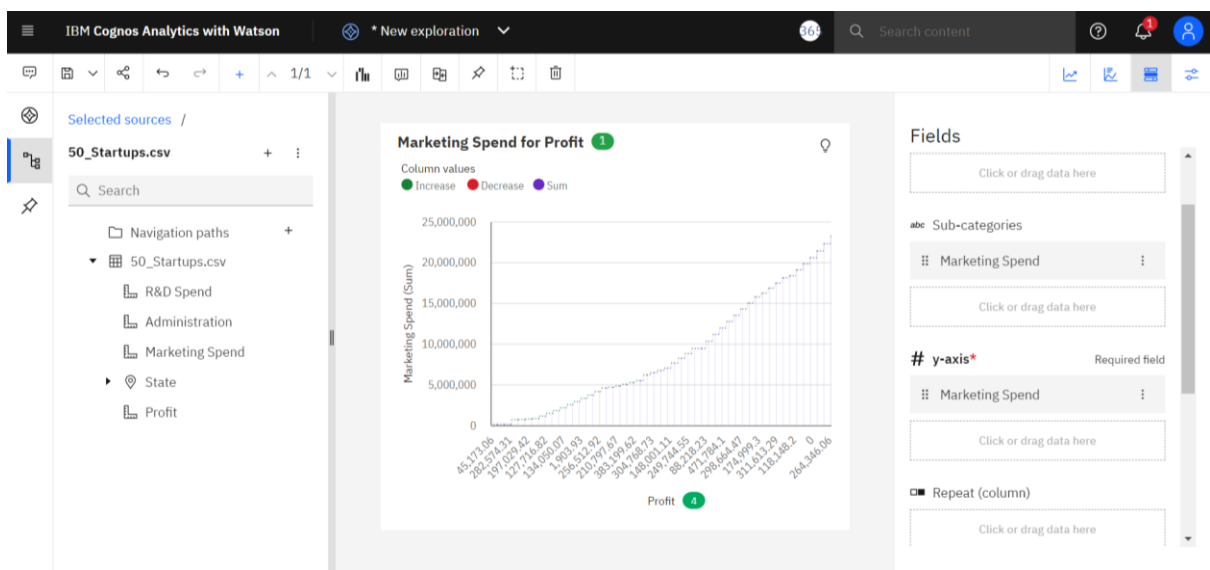 IBM Cognos Analytics with Watson
* New exploration
365
Search content
1
1/1
Selected sources /
50_Startups.csv
Search
Navigation paths
50_Startups.csv
R&D Spend
Administration
Marketing Spend
State
Profit
Marketing Spend for Profit 1
Column values
Increase Decrease Sum
Marketing Spend (Sum)
25,000,000
20,000,000
15,000,000
10,000,000
5,000,000
0
45,173.06
282,574.31
197,029.42
127,716.82
134,050.07
1,903.93
256,512.92
210,797.67
383,199.62
304,768.73
148,001.11
249,744.55
88,218.23
471,784.1
298,664.47
174,999.3
311,613.29
118,148.2
0
264,346.06
Profit 4
Fields
Click or drag data here
abc Sub-categories
Marketing Spend
Click or drag data here
# y-axis* Required field
Marketing Spend
Click or drag data here
Repeat (column)
Click or drag data here